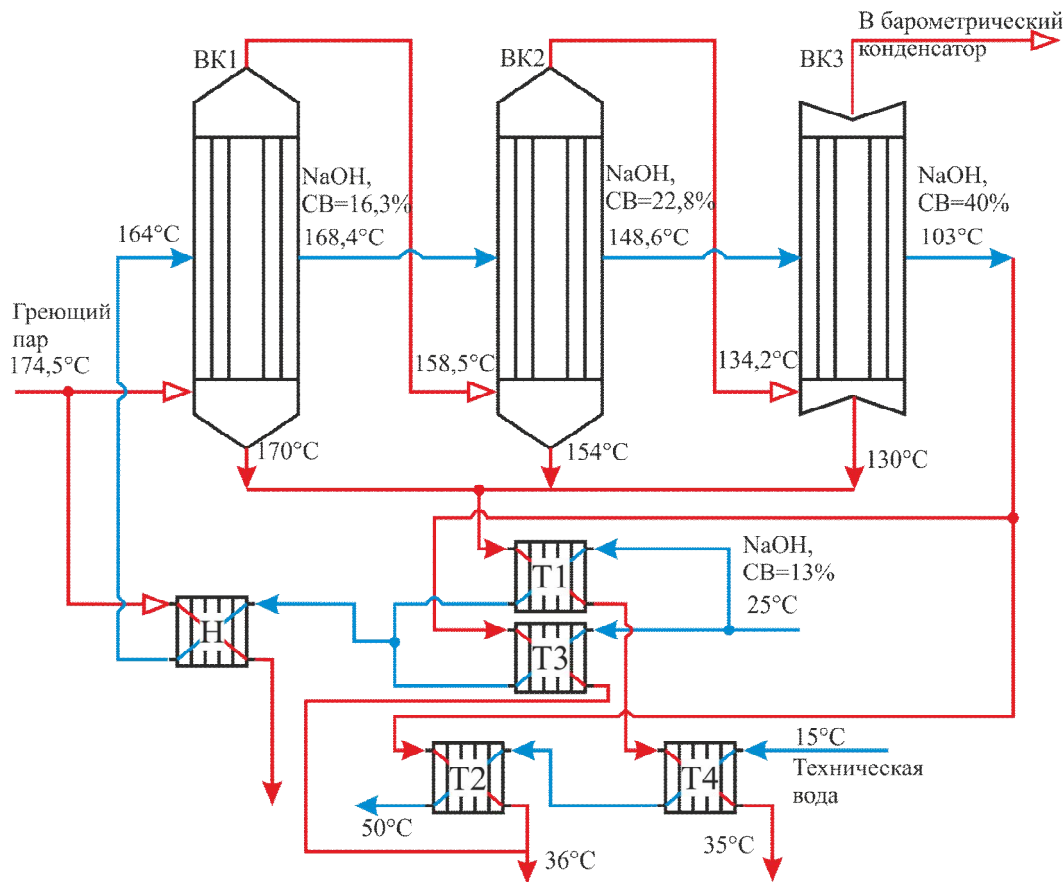 В барометрический
конденсатор
ВК1
ВК2
ВК3
NaOH,
СВ=16,3%
168,4°C
NaOH,
СВ=22,8%
148,6°C
NaOH,
СВ=40%
103°C
164°C
Греющий
пар
174,5°C
158,5°C
134,2°C
170°C
154°C
130°C
T1
NaOH,
СВ=13%
25°C
Н
T3
15°C
Техническая
вода
T2
T4
50°C
36°C
35°C